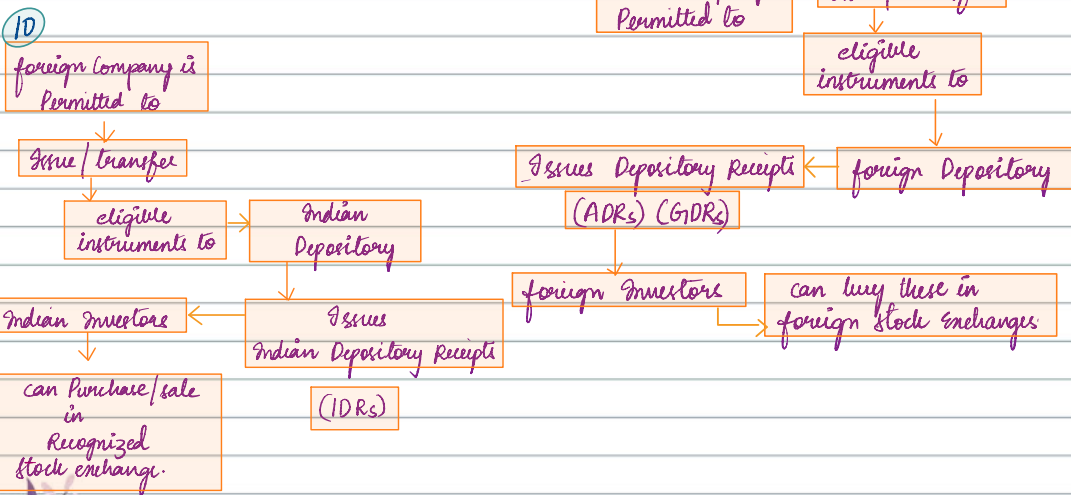 10
foreign Company is
Permitted to
Issue / transfer
eligible
instruments to
Indian
Depository
Issues
Indian Depository Receipts
(IDRs)
Indian Investors
can Purchase/sale
in
Recognized
Stock exchange.
Permitted to
eligible
instruments to
foreign Depository
Issues Depository Receipts
(ADRs) (GDRs)
foreign Investors
can buy these in
foreign Stock Exchanges.